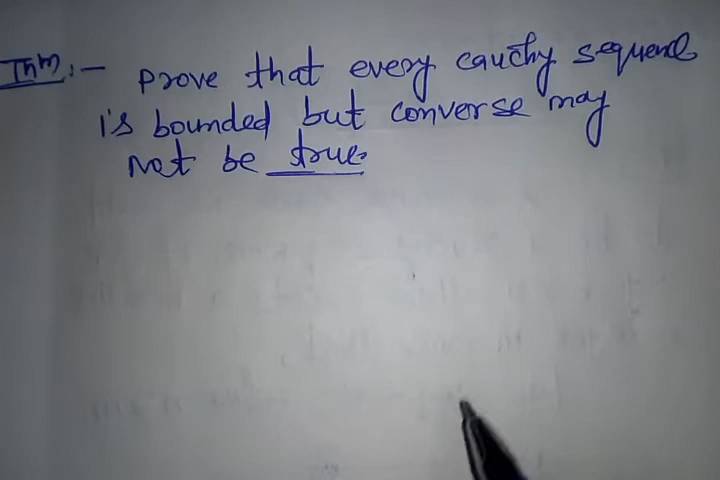 Thm:- Prove that every cauchy sequence
is bounded but converse may
not be true.